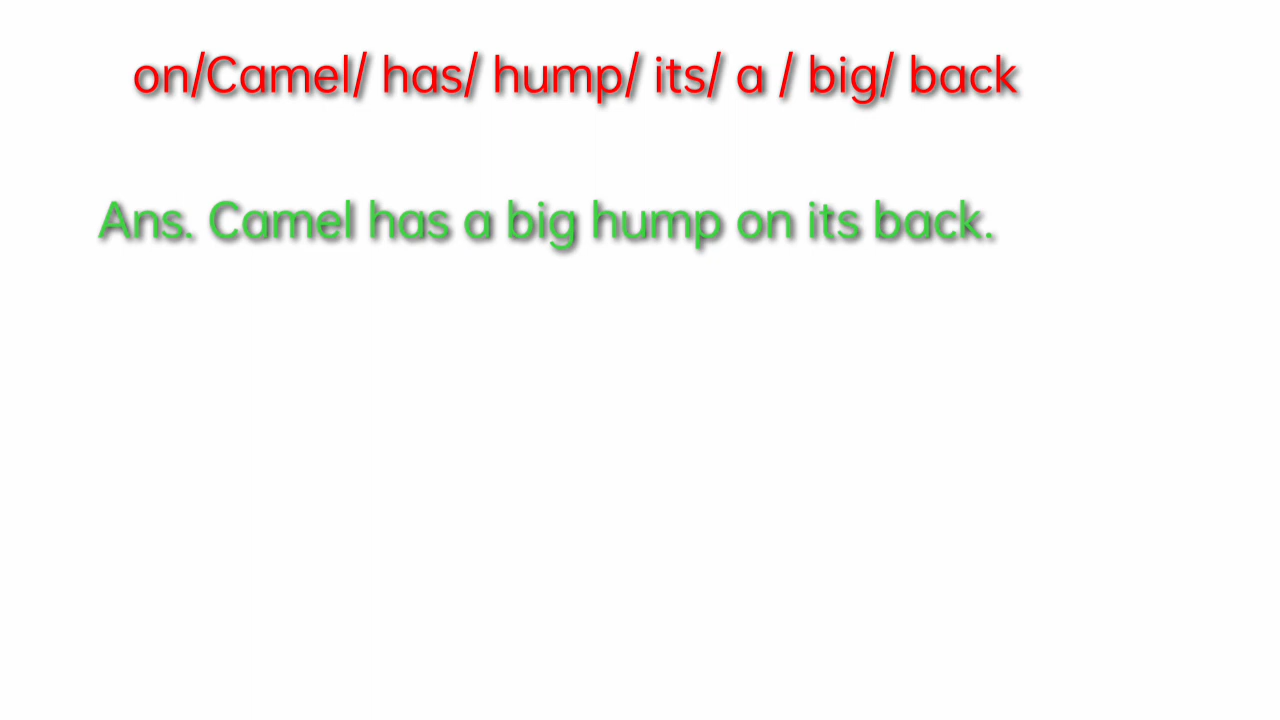 on/Camel/ has/ hump/ its/ a / big/ back
Ans. Camel has a big hump on its back.